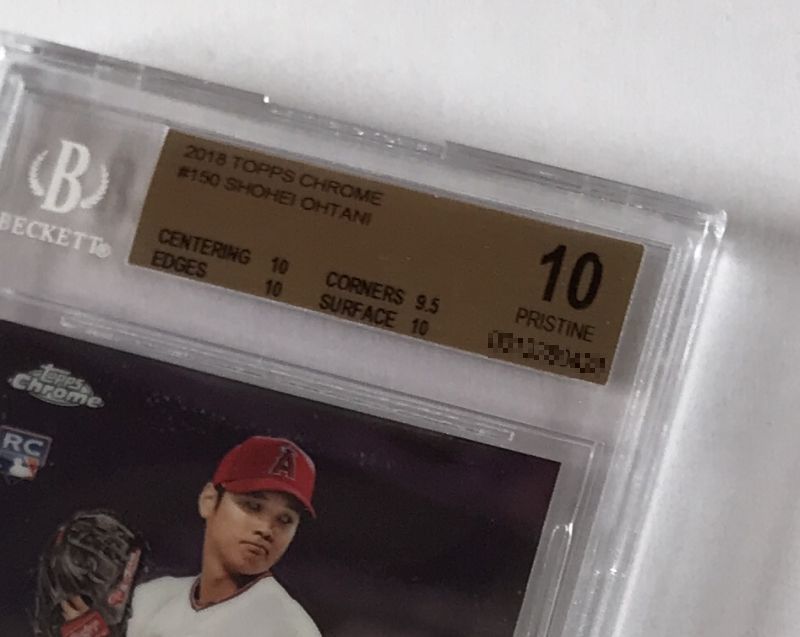 2018 TOPPS CHROME
#150 SHOHEI OHTANI
CENTERING 10
EDGES 10
CORNERS 9.5
SURFACE 10
10
PRISTINE
B
BECKETT®
Topps
Chrome
RC
A